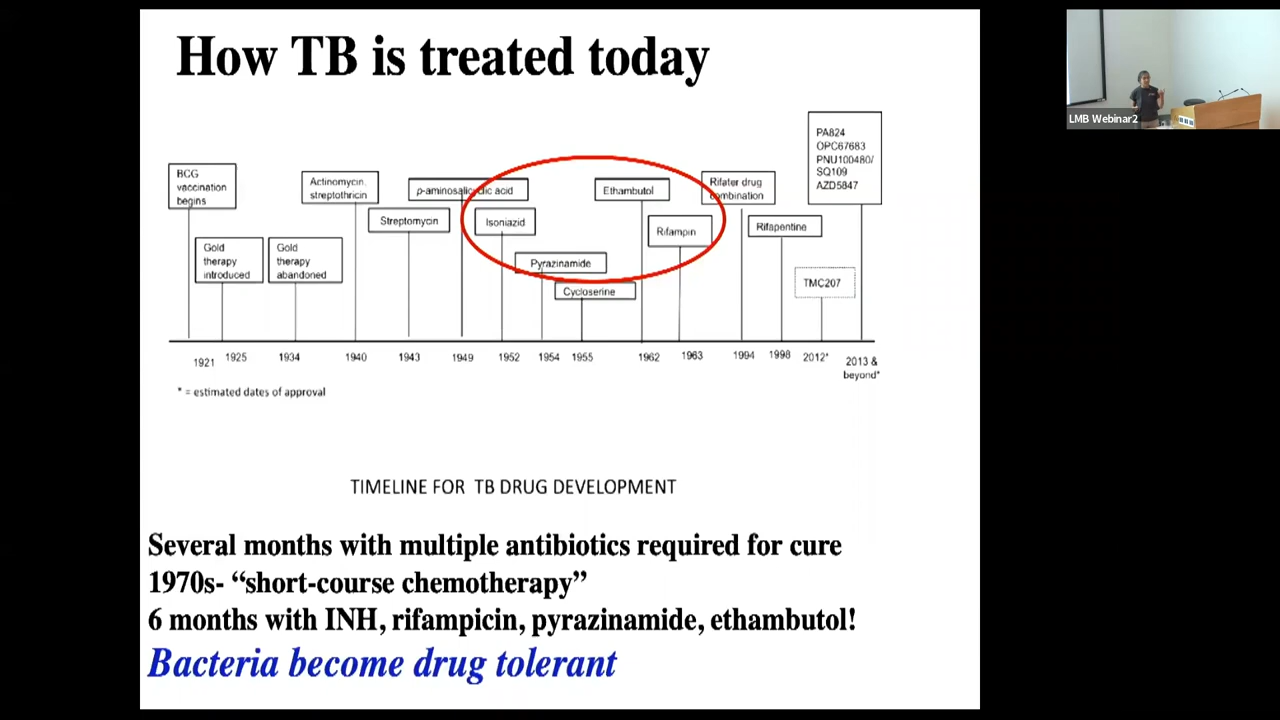 How TB is treated today
LMB Webinar2
BCG
vaccination
begins
Gold
therapy
introduced
Gold
therapy
abandoned
Actinomycin,
streptothricin
Streptomycin
p-aminosalicylic acid
Isoniazid
Pyrazinamide
Cycloserine
Ethambutol
Rifampin
Rifater drug
combination
Rifapentine
TMC207
PA824
OPC67683
PNU100480/
SQ109
AZD5847
1921
1925
1934
1940
1943
1949
1952
1954
1955
1962
1963
1994
1998
2012*
2013 &
beyond*
* = estimated dates of approval
TIMELINE FOR TB DRUG DEVELOPMENT
Several months with multiple antibiotics required for cure
1970s- “short-course chemotherapy”
6 months with INH, rifampicin, pyrazinamide, ethambutol!
Bacteria become drug tolerant